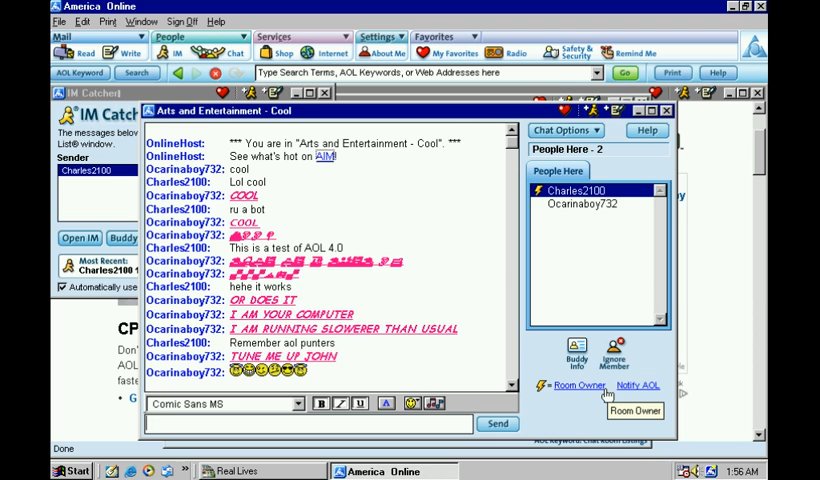 America Online
File Edit Print Window Sign Off Help
Mail People Services Settings Favorites
Read Write IM Chat Shop Internet About Me My Favorites Radio Safety & Security Remind Me
AOL Keyword Search Type Search Terms, AOL Keywords, or Web Addresses here Go Print Help
IM Catcher
IM Catc
The messages below
List® window.
Sender
Charles2100
Open IM Buddy
Most Recent:
Charles2100 1
Automatically use
CP
Don'
AOL
faste
G
Done
Arts and Entertainment - Cool
OnlineHost: *** You are in "Arts and Entertainment - Cool". ***
OnlineHost: See what's hot on AIM!
Ocarinaboy732: cool
Charles2100: Lol cool
Ocarinaboy732: COOL
Charles2100: ru a bot
Ocarinaboy732: COOL
Ocarinaboy732:
Charles2100: This is a test of AOL 4.0
Ocarinaboy732:
Ocarinaboy732:
Charles2100: hehe it works
Ocarinaboy732: OR DOES IT
Ocarinaboy732: I AM YOUR COMPUTER
Ocarinaboy732: I AM RUNNING SLOWERER THAN USUAL
Charles2100: Remember aol punters
Ocarinaboy732: TUNE ME UP JOHN
Ocarinaboy732:
Comic Sans MS B I U A
Send
Chat Options Help
People Here - 2
People Here
Charles2100
Ocarinaboy732
Buddy Info
Ignore Member
= Room Owner Notify AOL
Room Owner
AOL Keyword: Chat Room Listings
Start Real Lives America Online 1:56 AM